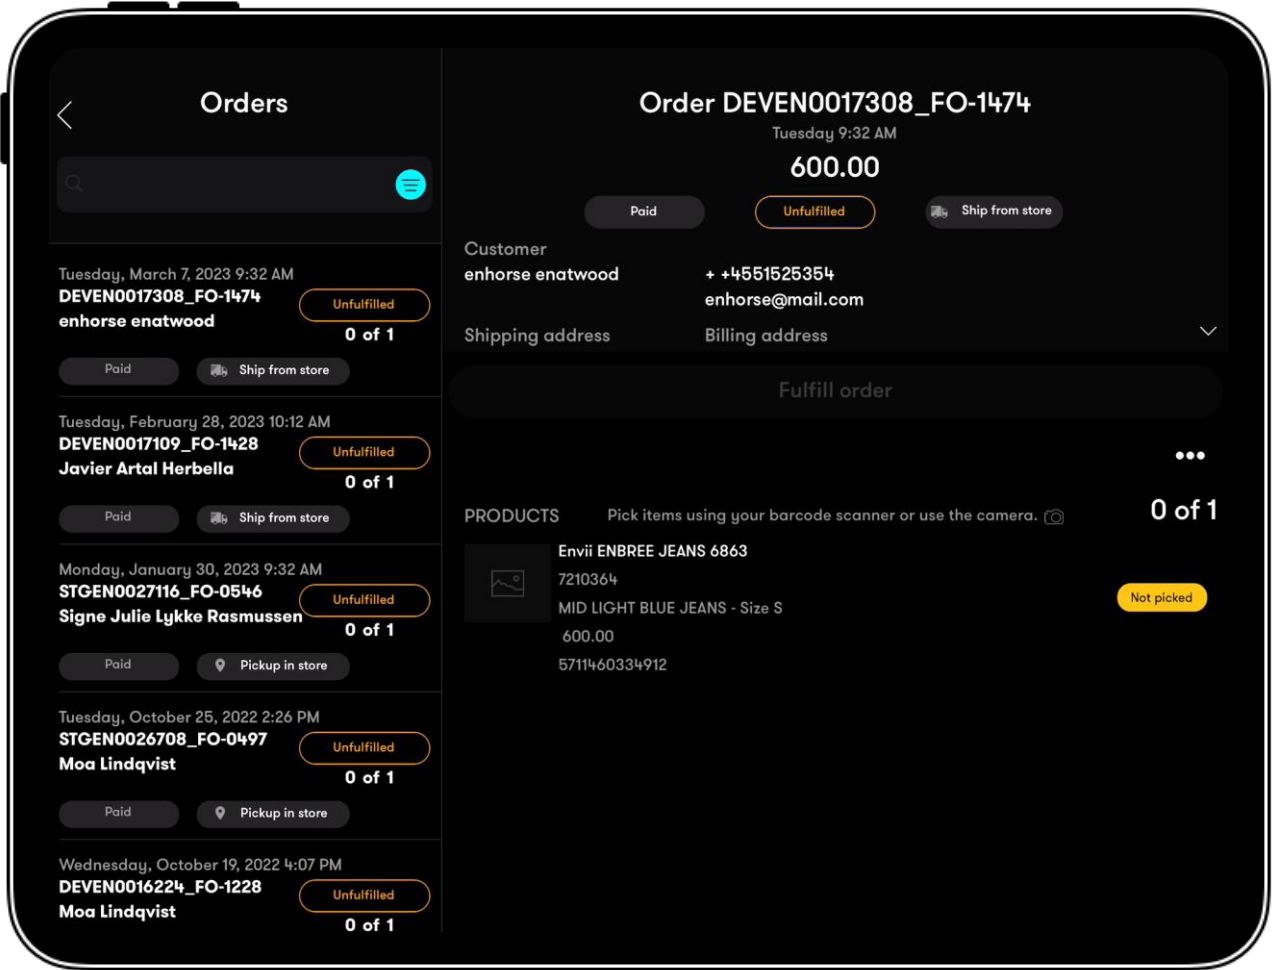 Orders
Tuesday, March 7, 2023 9:32 AM
DEVEN0017308_FO-1474
enhorse enatwood
Unfulfilled
0 of 1
Paid
Ship from store
Tuesday, February 28, 2023 10:12 AM
DEVEN0017109_FO-1428
Javier Artal Herbella
Unfulfilled
0 of 1
Paid
Ship from store
Monday, January 30, 2023 9:32 AM
STGEN0027116_FO-0546
Signe Julie Lykke Rasmussen
Unfulfilled
0 of 1
Paid
Pickup in store
Tuesday, October 25, 2022 2:26 PM
STGEN0026708_FO-0497
Moa Lindqvist
Unfulfilled
0 of 1
Paid
Pickup in store
Wednesday, October 19, 2022 4:07 PM
DEVEN0016224_FO-1228
Moa Lindqvist
Unfulfilled
0 of 1
Order DEVEN0017308_FO-1474
Tuesday 9:32 AM
600.00
Paid
Unfulfilled
Ship from store
Customer
enhorse enatwood
+ +4551525354
enhorse@mail.com
Shipping address
Billing address
Fulfill order
PRODUCTS
Pick items using your barcode scanner or use the camera.
0 of 1
Envii ENBREE JEANS 6863
7210364
MID LIGHT BLUE JEANS - Size S
600.00
5711460334912
Not picked